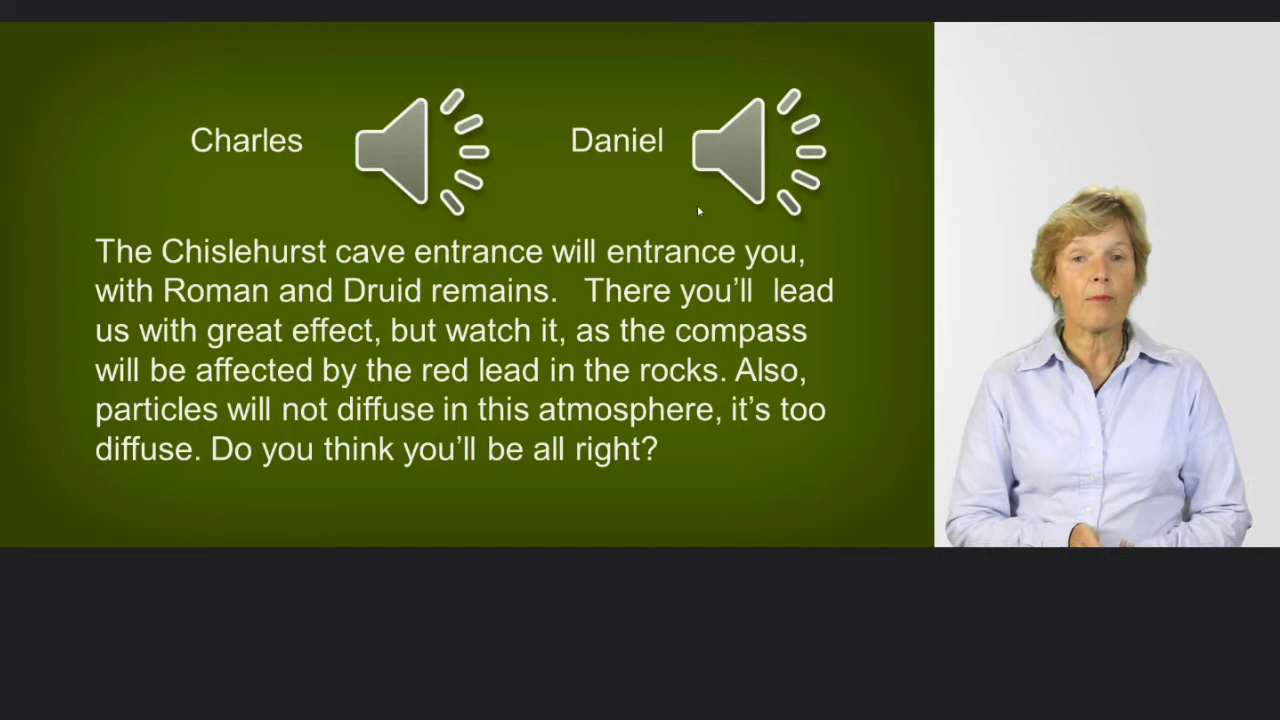 Charles Daniel
The Chislehurst cave entrance will entrance you,
with Roman and Druid remains. There you'll lead
us with great effect, but watch it, as the compass
will be affected by the red lead in the rocks. Also,
particles will not diffuse in this atmosphere, it's too
diffuse. Do you think you'll be all right?